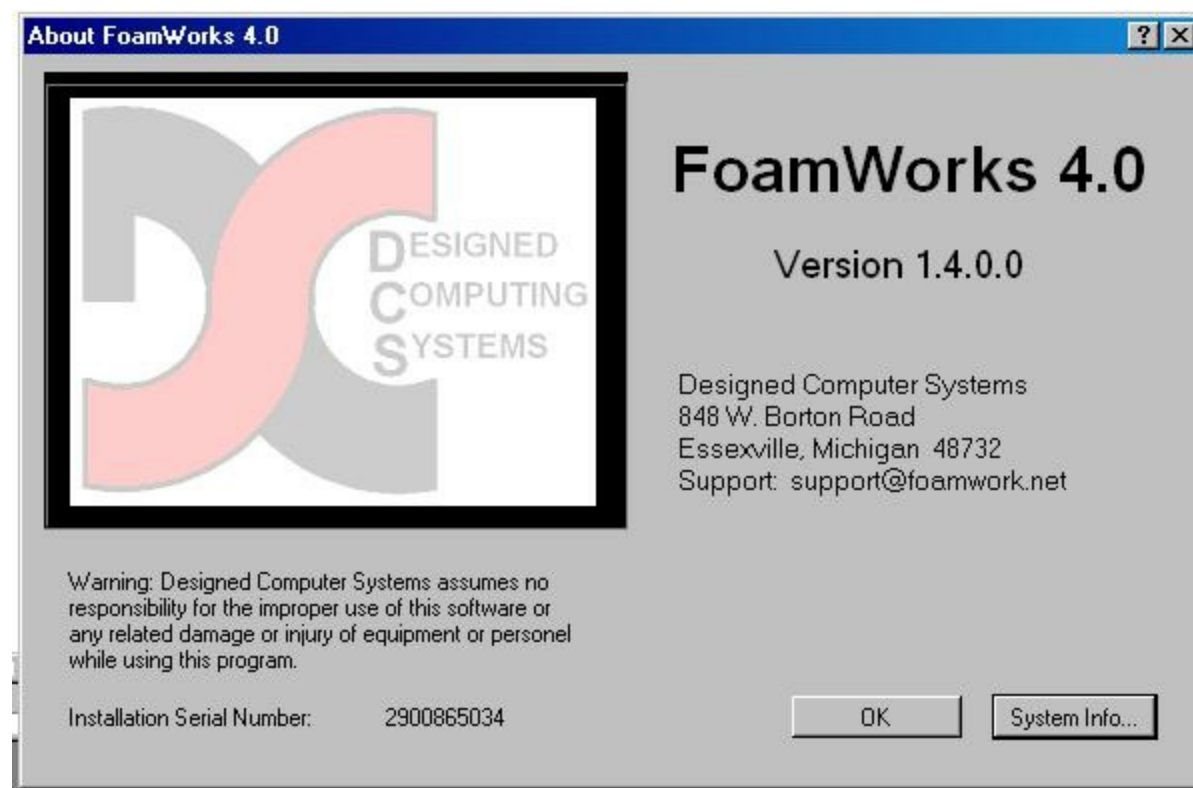 About FoamWorks 4.0
DESIGNED
COMPUTING
SYSTEMS
FoamWorks 4.0
Version 1.4.0.0
Designed Computer Systems
848 W. Borton Road
Essexville, Michigan 48732
Support: support@foamwork.net
Warning: Designed Computer Systems assumes no
responsibility for the improper use of this software or
any related damage or injury of equipment or personel
while using this program.
Installation Serial Number: 2900865034
OK
System Info...